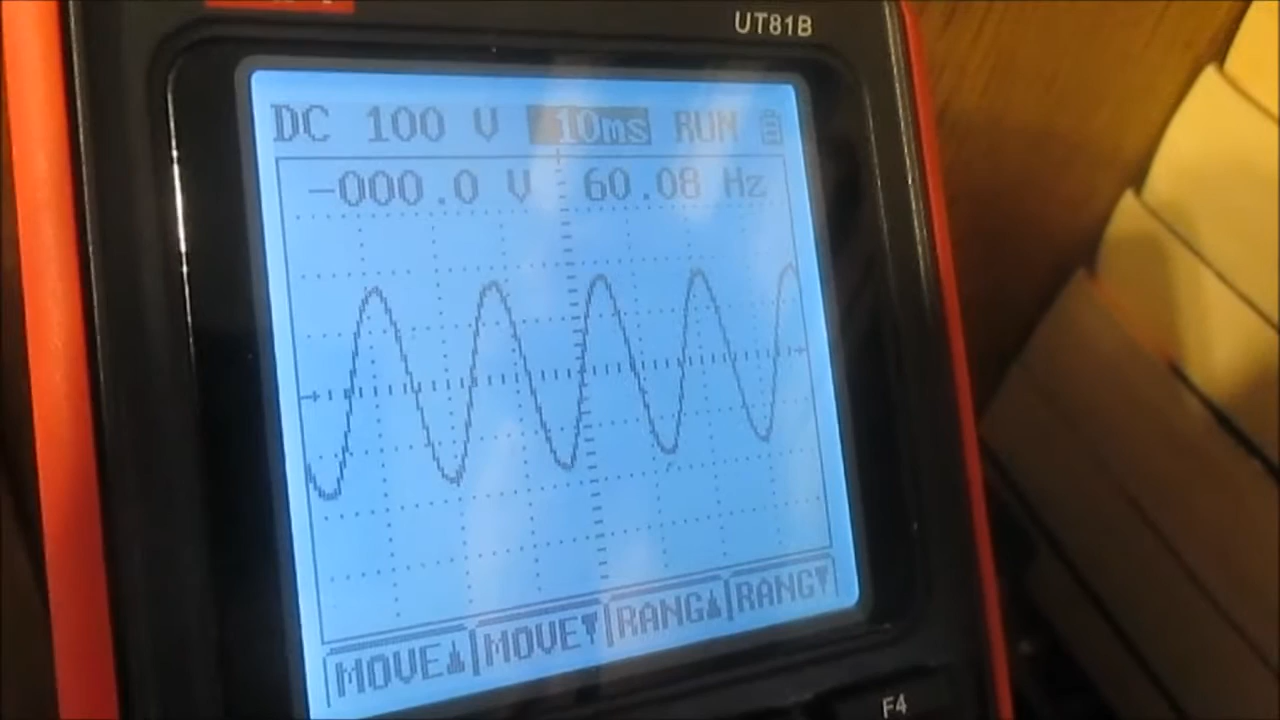 UT81B
DC 100 V 10ms RUN
-000.0 V 60.08 Hz
MOVE▲ MOVE▼ RANG▲ RANG▼
F4